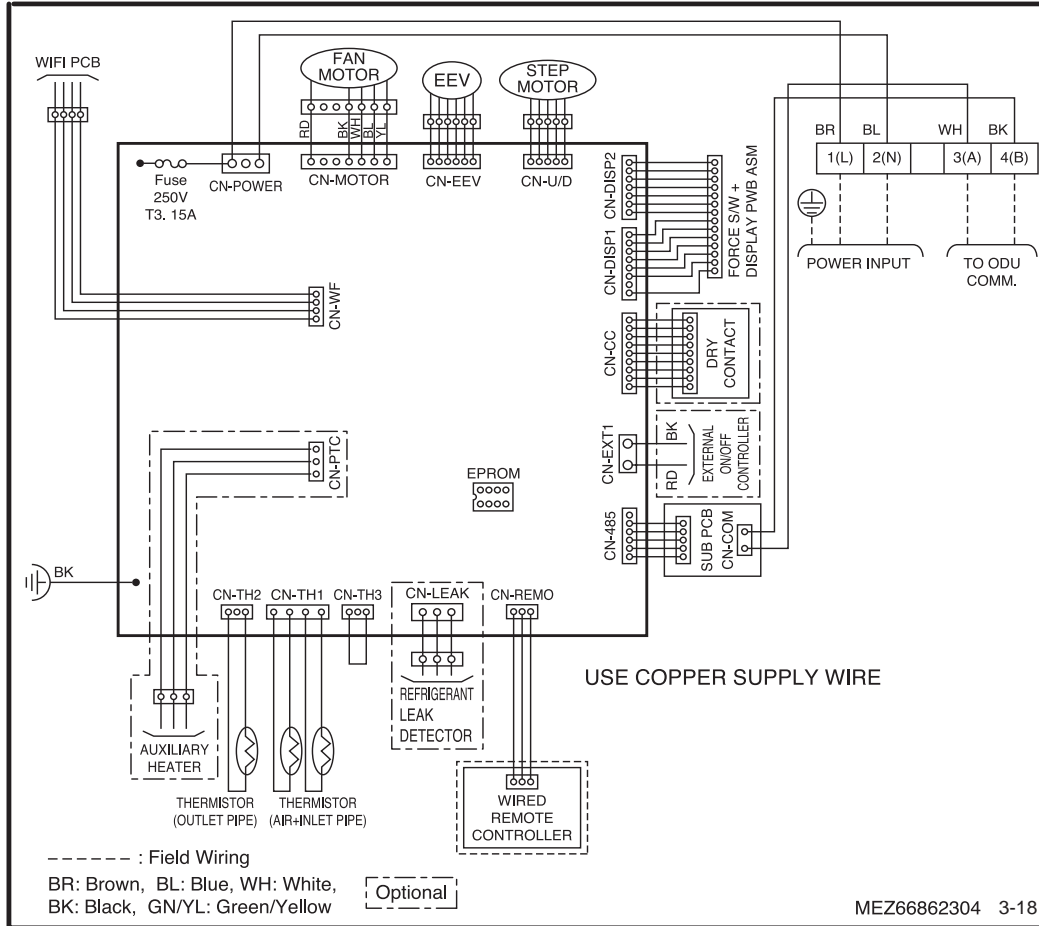 WIFI PCB
FAN
MOTOR
EEV
STEP
MOTOR
RD
BK
WH
BL
YL
BR
BL
WH
BK
1(L)
2(N)
3(A)
4(B)
Fuse
250V
T3. 15A
CN-POWER
CN-MOTOR
CN-EEV
CN-U/D
CN-DISP2
CN-DISP1
FORCE S/W +
DISPLAY PWB ASM
POWER INPUT
TO ODU
COMM.
CN-WF
CN-CC
DRY
CONTACT
CN-PTC
CN-EXT1
BK
RD
EXTERNAL
ON/OFF
CONTROLLER
EPROM
CN-485
SUB PCB
CN-COM
BK
CN-TH2
CN-TH1
CN-TH3
CN-LEAK
CN-REMO
USE COPPER SUPPLY WIRE
REFRIGERANT
LEAK
DETECTOR
AUXILIARY
HEATER
THERMISTOR
(OUTLET PIPE)
THERMISTOR
(AIR+INLET PIPE)
WIRED
REMOTE
CONTROLLER
------ : Field Wiring
BR: Brown, BL: Blue, WH: White,
BK: Black, GN/YL: Green/Yellow
Optional
MEZ66862304 3-18